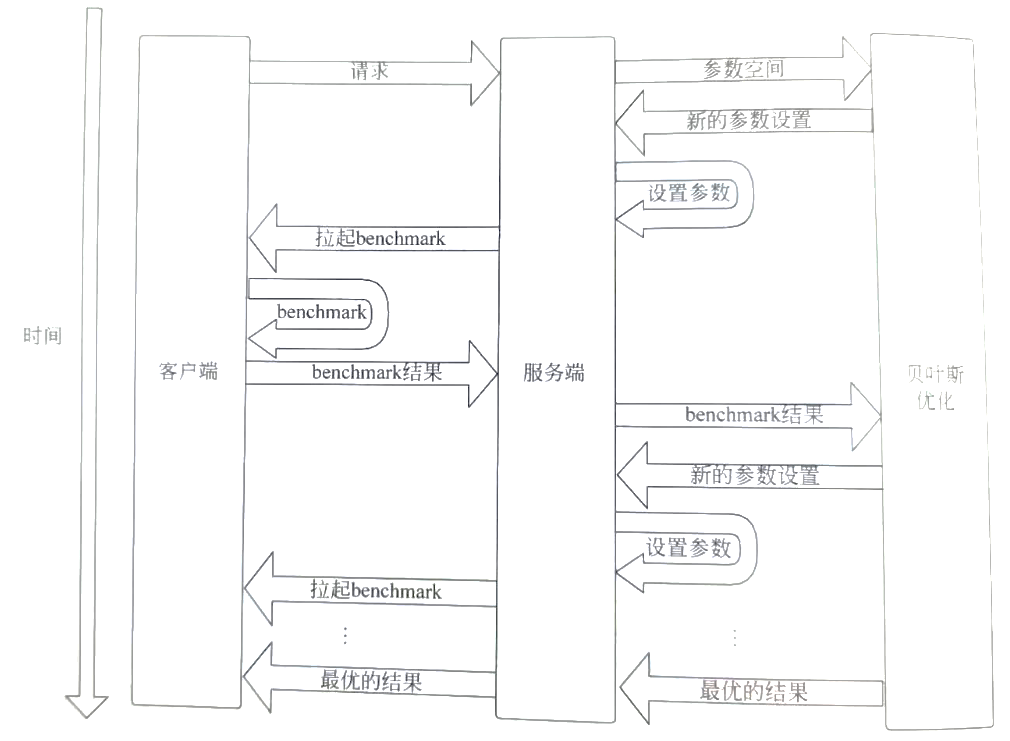 请求
参数空间
新的参数设置
设置参数
拉起benchmark
benchmark
时间
客户端
benchmark结果
服务端
贝叶斯
优化
benchmark结果
新的参数设置
设置参数
拉起benchmark
⋮
⋮
最优的结果
最优的结果